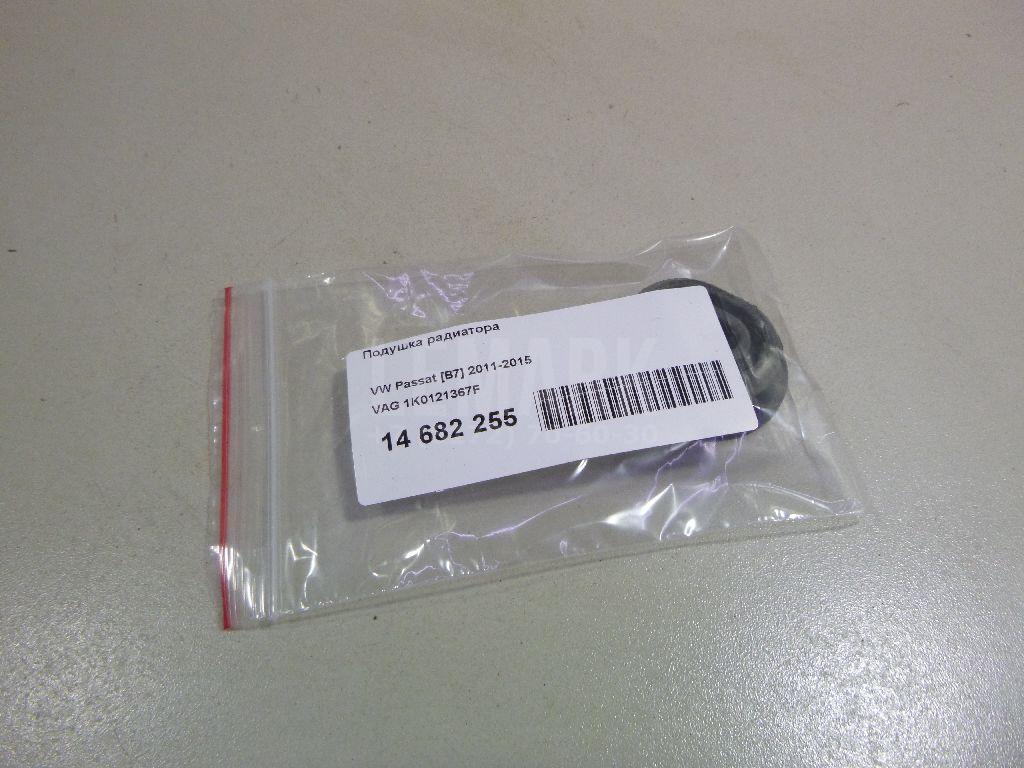 Подушка радиатора
VW Passat [B7] 2011-2015
VAG 1K0121367F
14 682 255